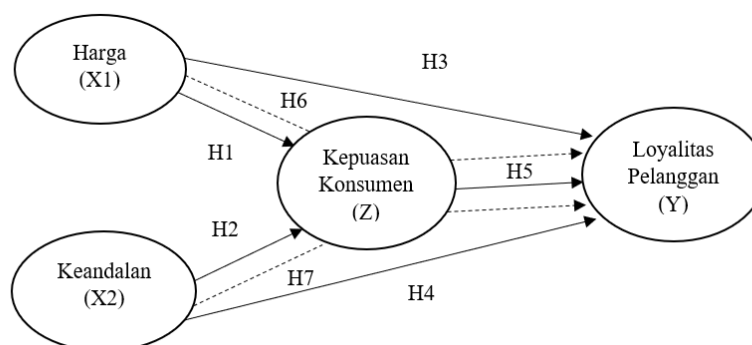 Harga
(X1)
H3
H6
H1
Kepuasan
Konsumen
(Z)
H5
Loyalitas
Pelanggan
(Y)
H2
Keandalan
(X2)
H7
H4